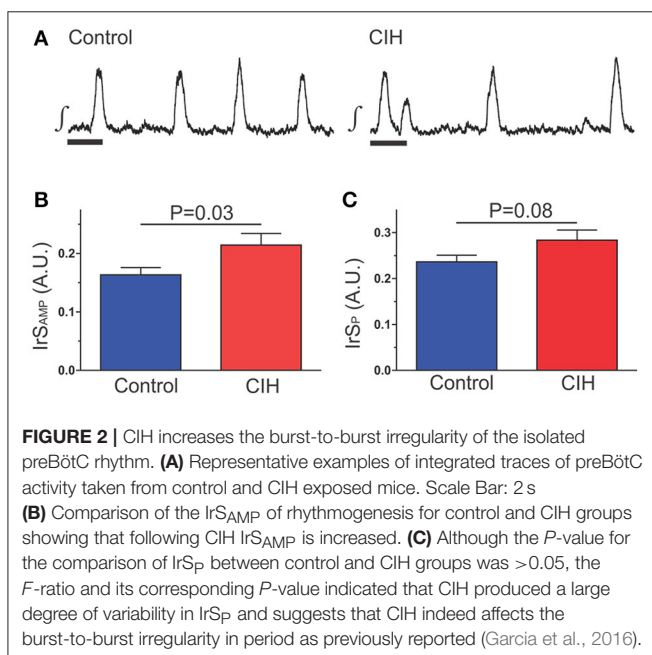 A Control CIH
∫ ∫
B C
P=0.03 P=0.08
IrSAMP (A.U.)
0.2
0.1
0.0
Control CIH
IrSP (A.U.)
0.3
0.2
0.1
0.0
Control CIH
FIGURE 2 | CIH increases the burst-to-burst irregularity of the isolated
preBötC rhythm. (A) Representative examples of integrated traces of preBötC
activity taken from control and CIH exposed mice. Scale Bar: 2 s
(B) Comparison of the IrSAMP of rhythmogenesis for control and CIH groups
showing that following CIH IrSAMP is increased. (C) Although the P-value for
the comparison of IrSP between control and CIH groups was >0.05, the
F-ratio and its corresponding P-value indicated that CIH produced a large
degree of variability in IrSP and suggests that CIH indeed affects the
burst-to-burst irregularity in period as previously reported (Garcia et al., 2016).